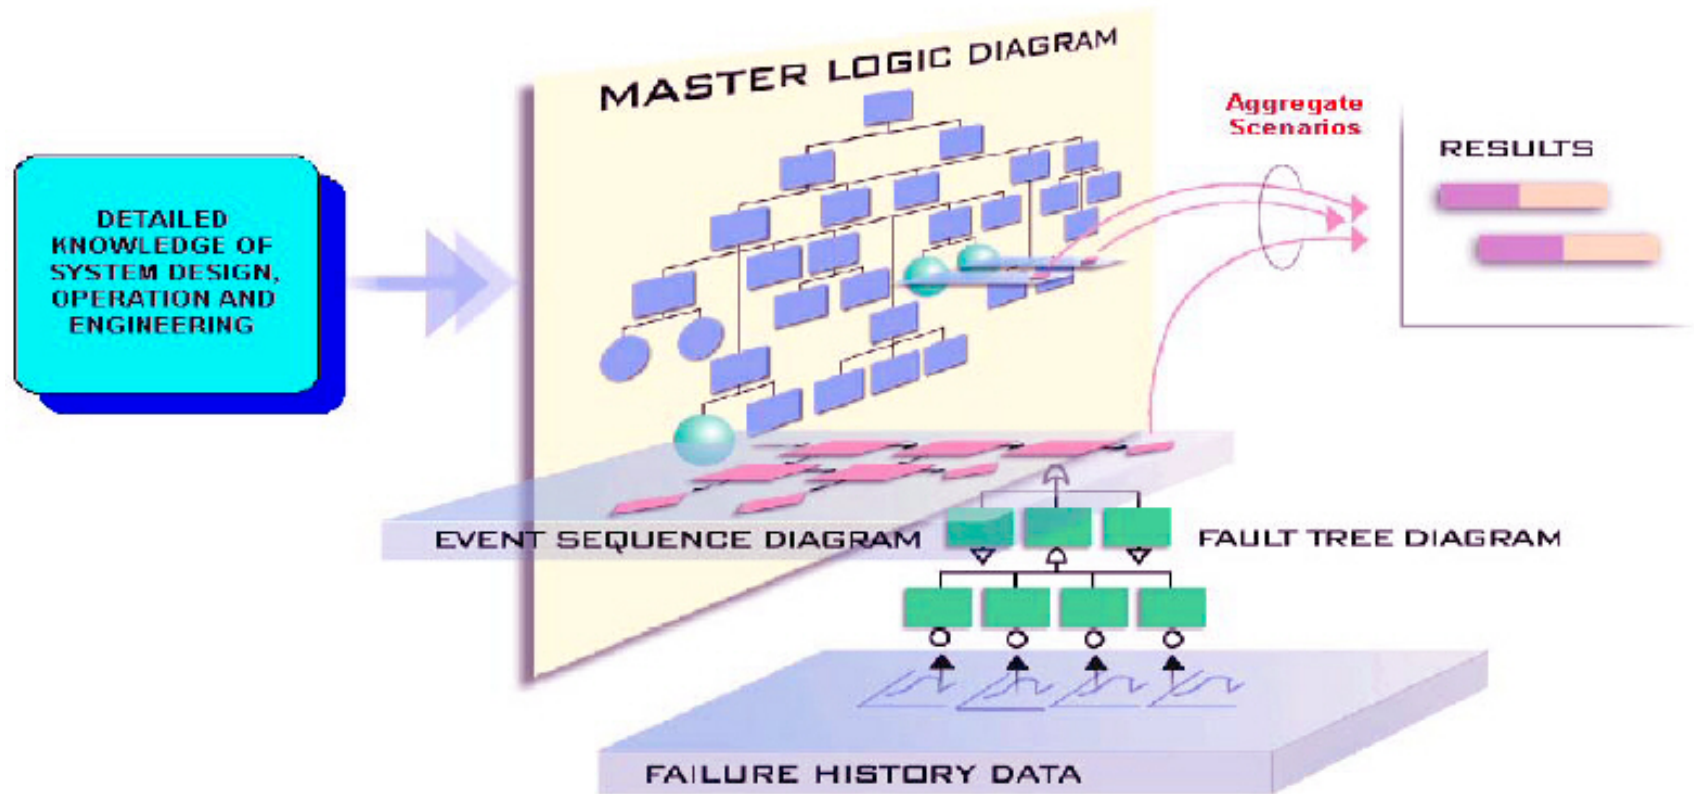 MASTER LOGIC DIAGRAM
Aggregate
Scenarios
RESULTS
DETAILED
KNOWLEDGE OF
SYSTEM DESIGN,
OPERATION AND
ENGINEERING
EVENT SEQUENCE DIAGRAM
FAULT TREE DIAGRAM
FAILURE HISTORY DATA